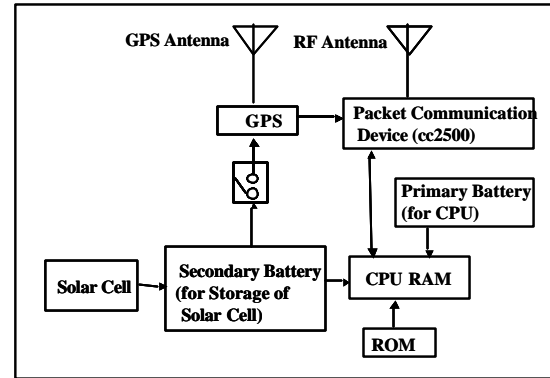 GPS Antenna
RF Antenna
GPS
Packet Communication
Device (cc2500)
Primary Battery
(for CPU)
Solar Cell
Secondary Battery
(for Storage of
Solar Cell)
CPU RAM
ROM